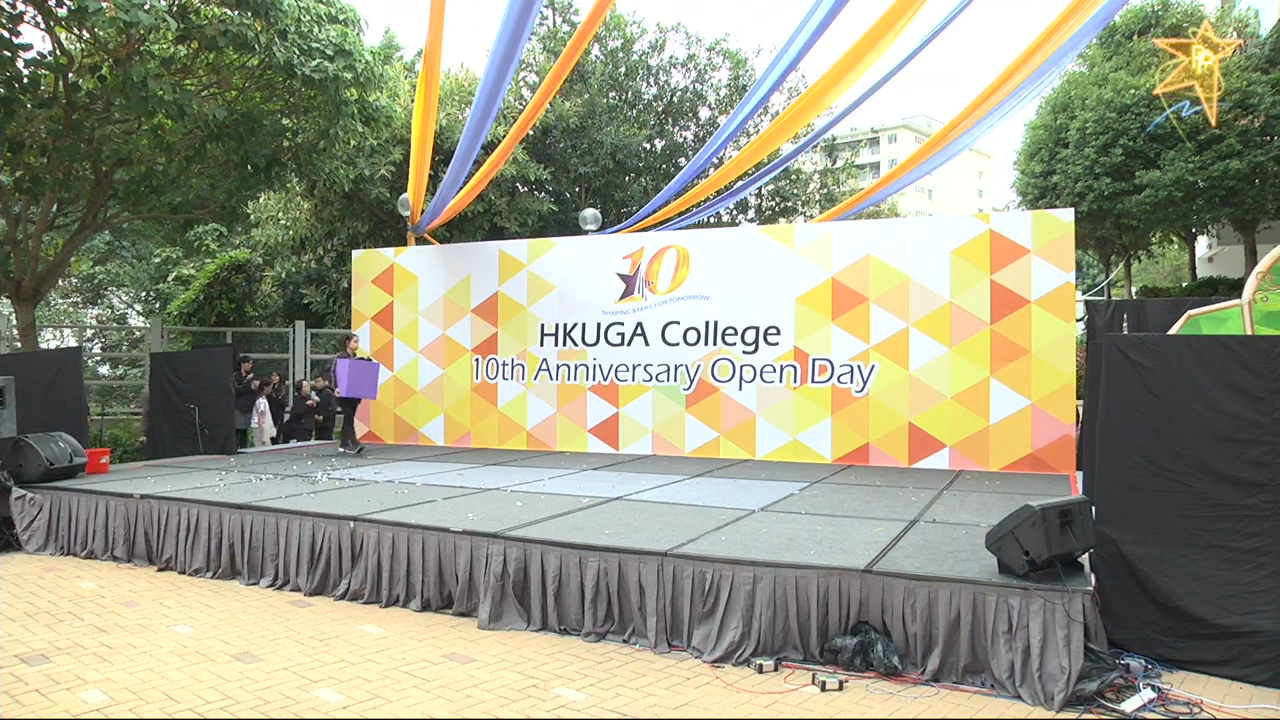 10
SHAPING STARS FOR TOMORROW
HKUGA College
10th Anniversary Open Day